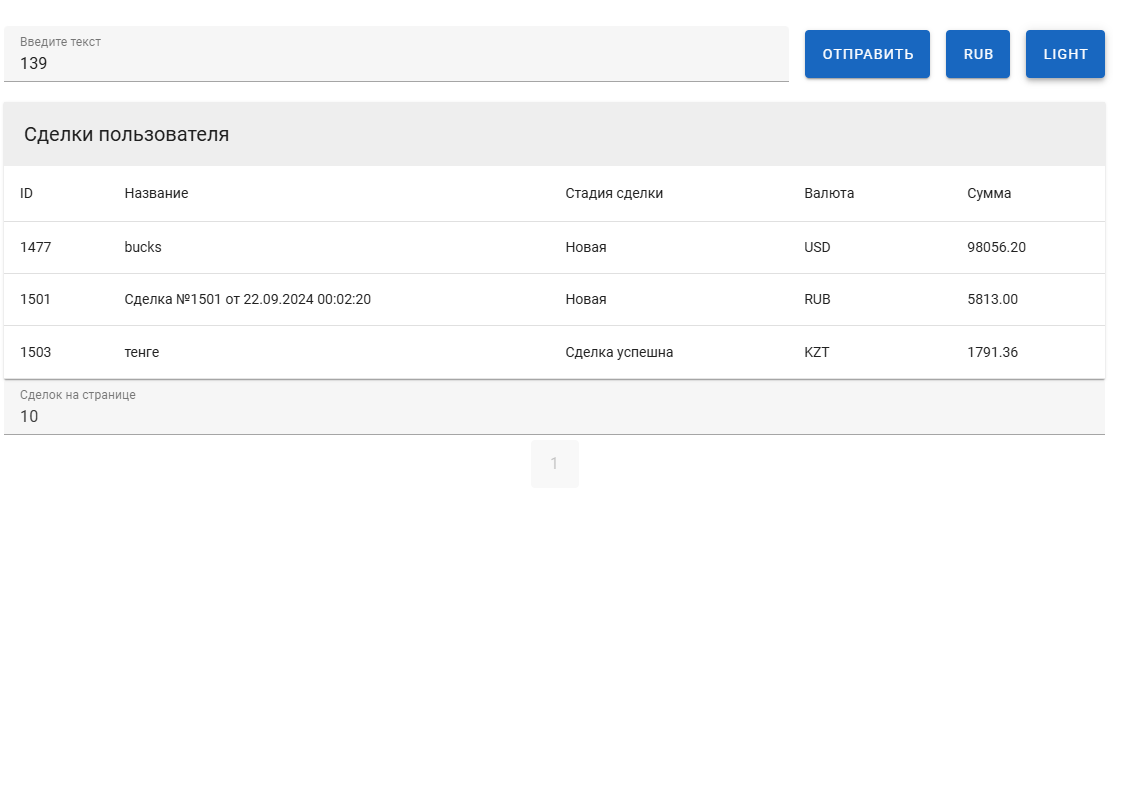 Введите текст
139
ОТПРАВИТЬ RUB LIGHT
Сделки пользователя
ID Название Стадия сделки Валюта Сумма
1477 bucks Новая USD 98056.20
1501 Сделка №1501 от 22.09.2024 00:02:20 Новая RUB 5813.00
1503 тенге Сделка успешна KZT 1791.36
Сделок на странице
10
1